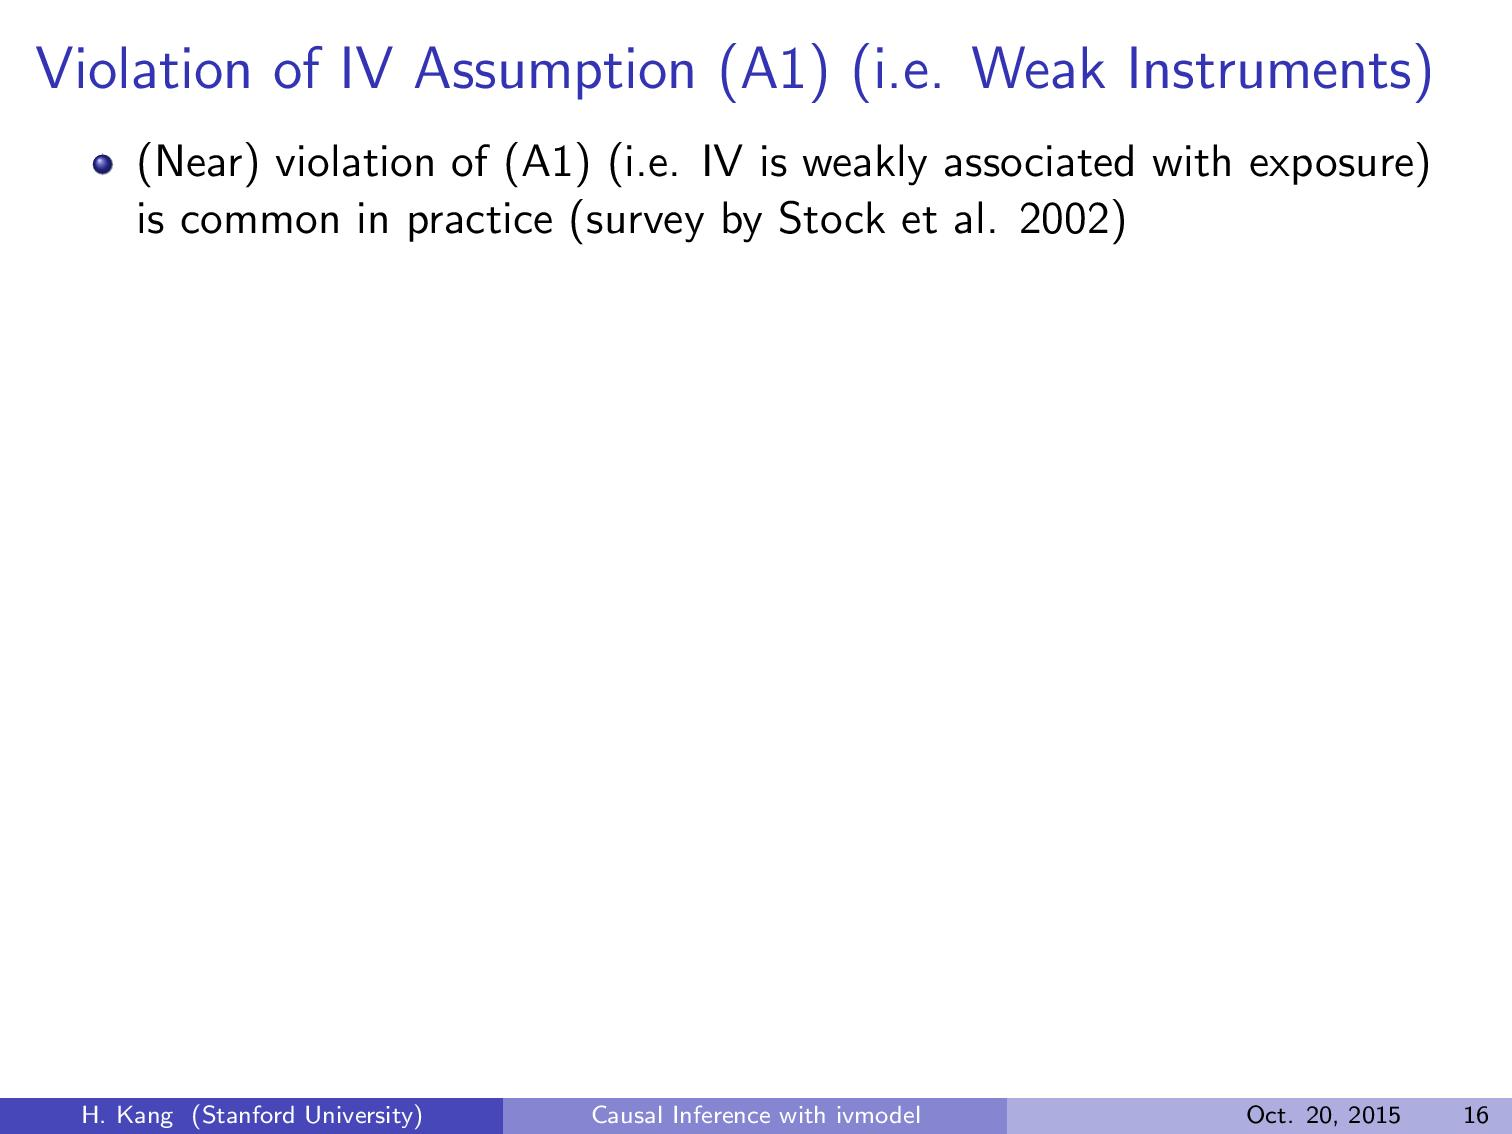 Violation of IV Assumption (A1) (i.e. Weak Instruments)
(Near) violation of (A1) (i.e. IV is weakly associated with exposure)
is common in practice (survey by Stock et al. 2002)
H. Kang (Stanford University)
Causal Inference with ivmodel
Oct. 20, 2015
16